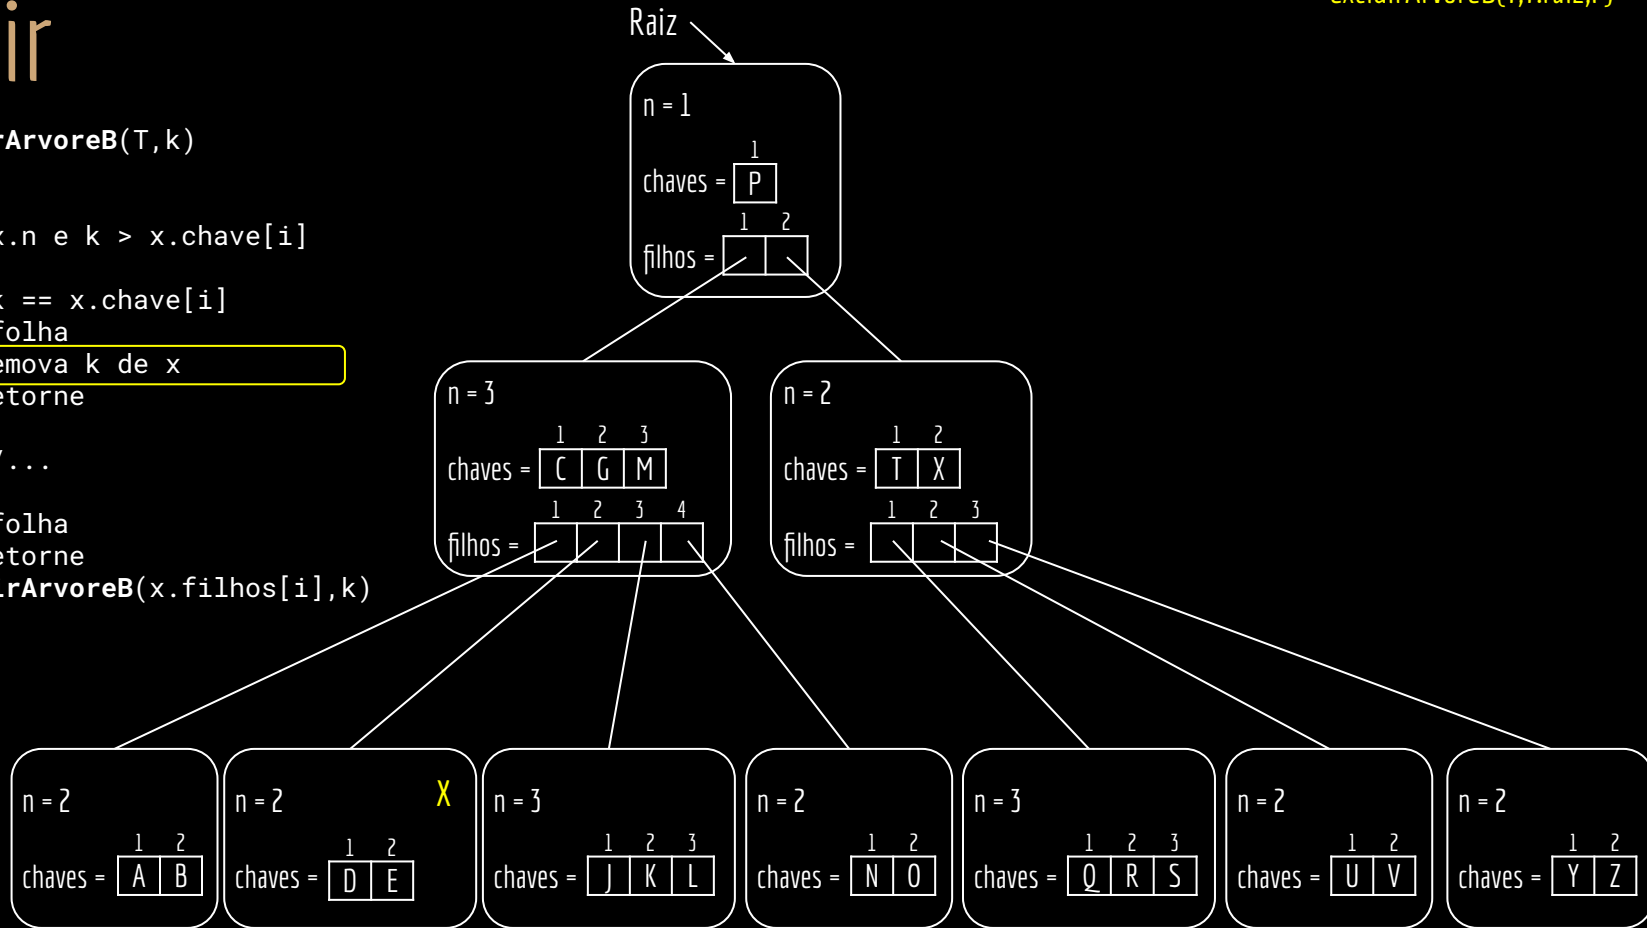 Raiz
ir
rArvoreB(T,k)
x.n e k > x.chave[i]
k == x.chave[i]
folha
emova k de x
etorne
folha
etorne
irArvoreB(x.filhos[i],k)
n = 1
1
chaves = P
1 2
filhos =
n = 3
1 2 3
chaves = C G M
1 2 3 4
filhos =
n = 2
1 2
chaves = T X
1 2 3
filhos =
n = 2
1 2
chaves = A B
n = 2
X
1 2
chaves = D E
n = 3
1 2 3
chaves = J K L
n = 2
1 2
chaves = N O
n = 3
1 2 3
chaves = Q R S
n = 2
1 2
chaves = U V
n = 2
1 2
chaves = Y Z